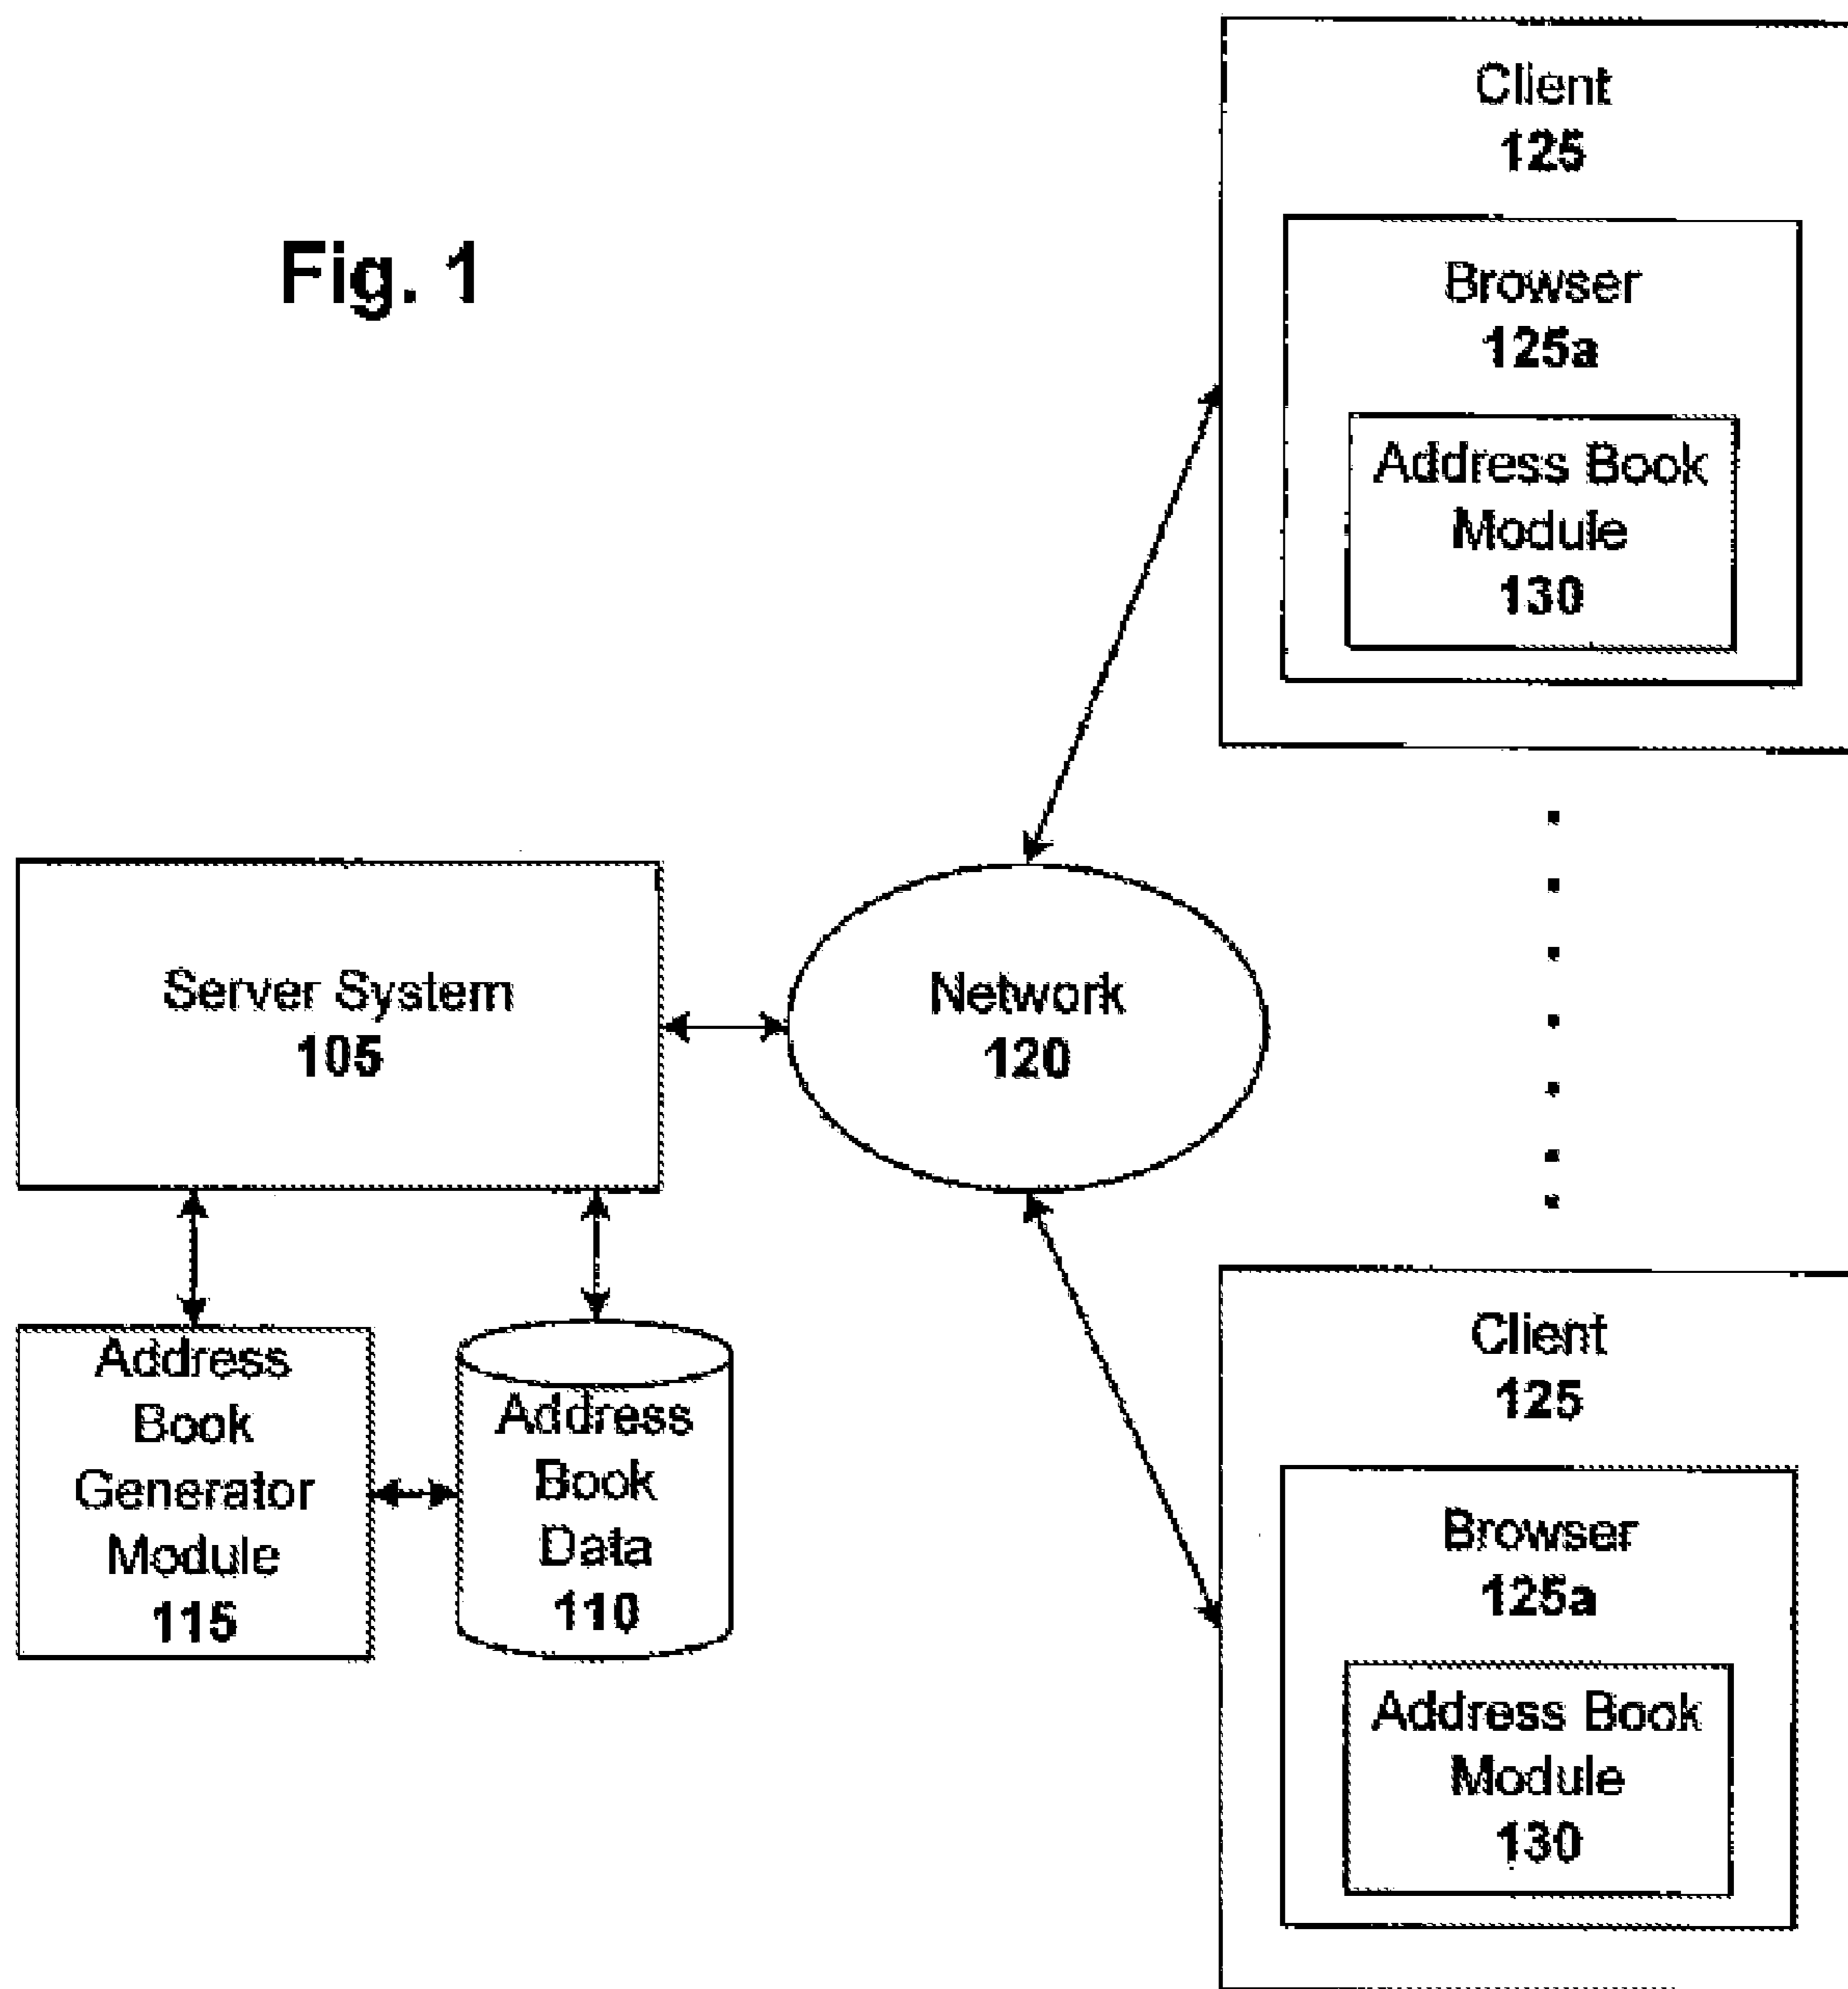 Fig. 1
Client
125
Browser
125a
Address Book
Module
130
Server System
105
Network
120
Address
Book
Generator
Module
115
Address
Book
Data
110
Client
125
Browser
125a
Address Book
Module
130